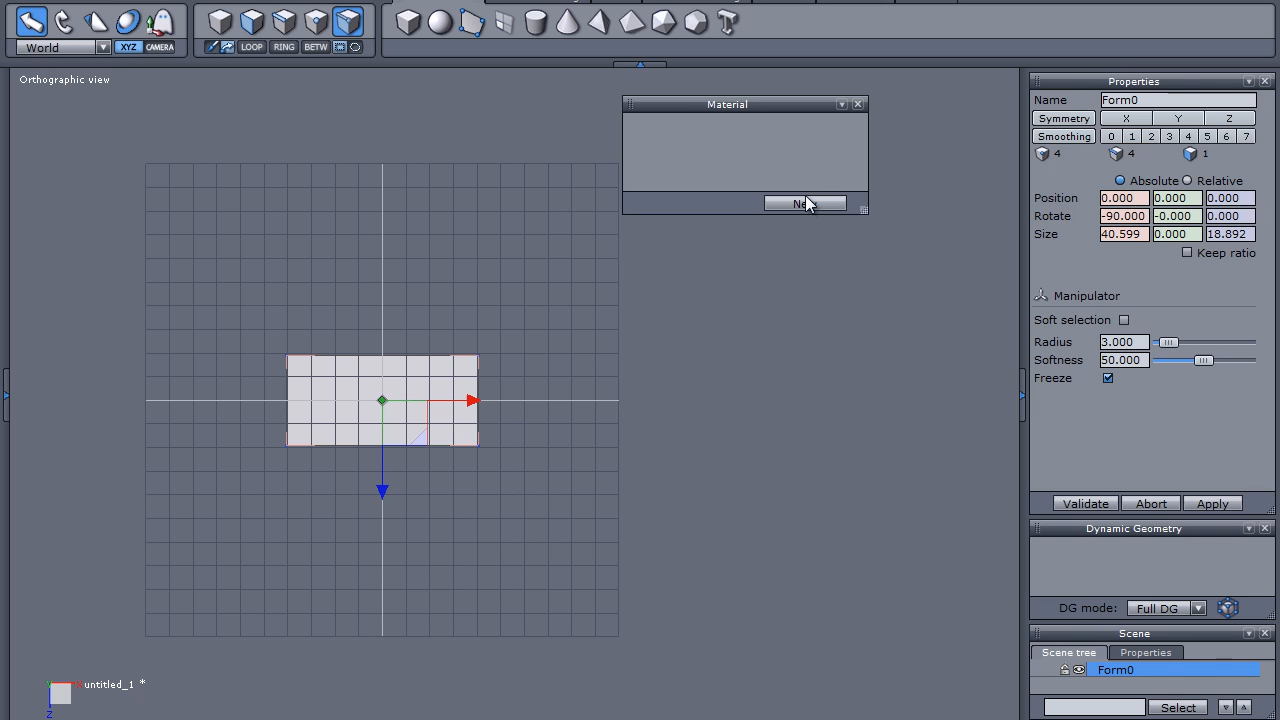 World
XYZ CAMERA
LOOP RING BETW
Orthographic view
Material
Properties
Name Form0
Symmetry X Y Z
Smoothing 0 1 2 3 4 5 6 7
4 4 1
Absolute Relative
Position 0.000 0.000 0.000
Rotate -90.000 -0.000 0.000
Size 40.599 0.000 18.892
Keep ratio
Manipulator
Soft selection
Radius 3.000
Softness 50.000
Freeze
Validate Abort Apply
Dynamic Geometry
DG mode: Full DG
Scene
Scene tree Properties
Form0
Select
X untitled_1 *
Z